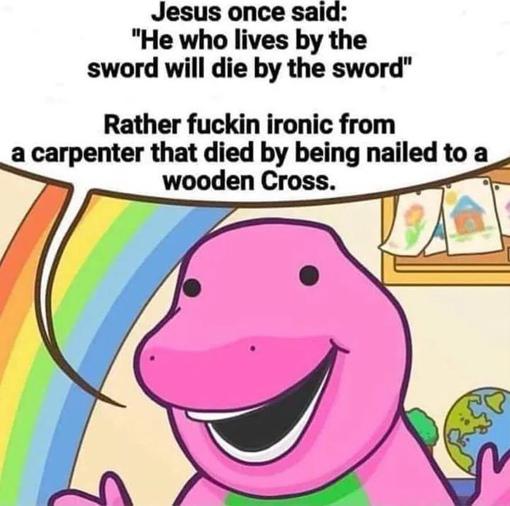 Jesus once said:
"He who lives by the
sword will die by the sword"
Rather fuckin ironic from
a carpenter that died by being nailed to a
wooden Cross.